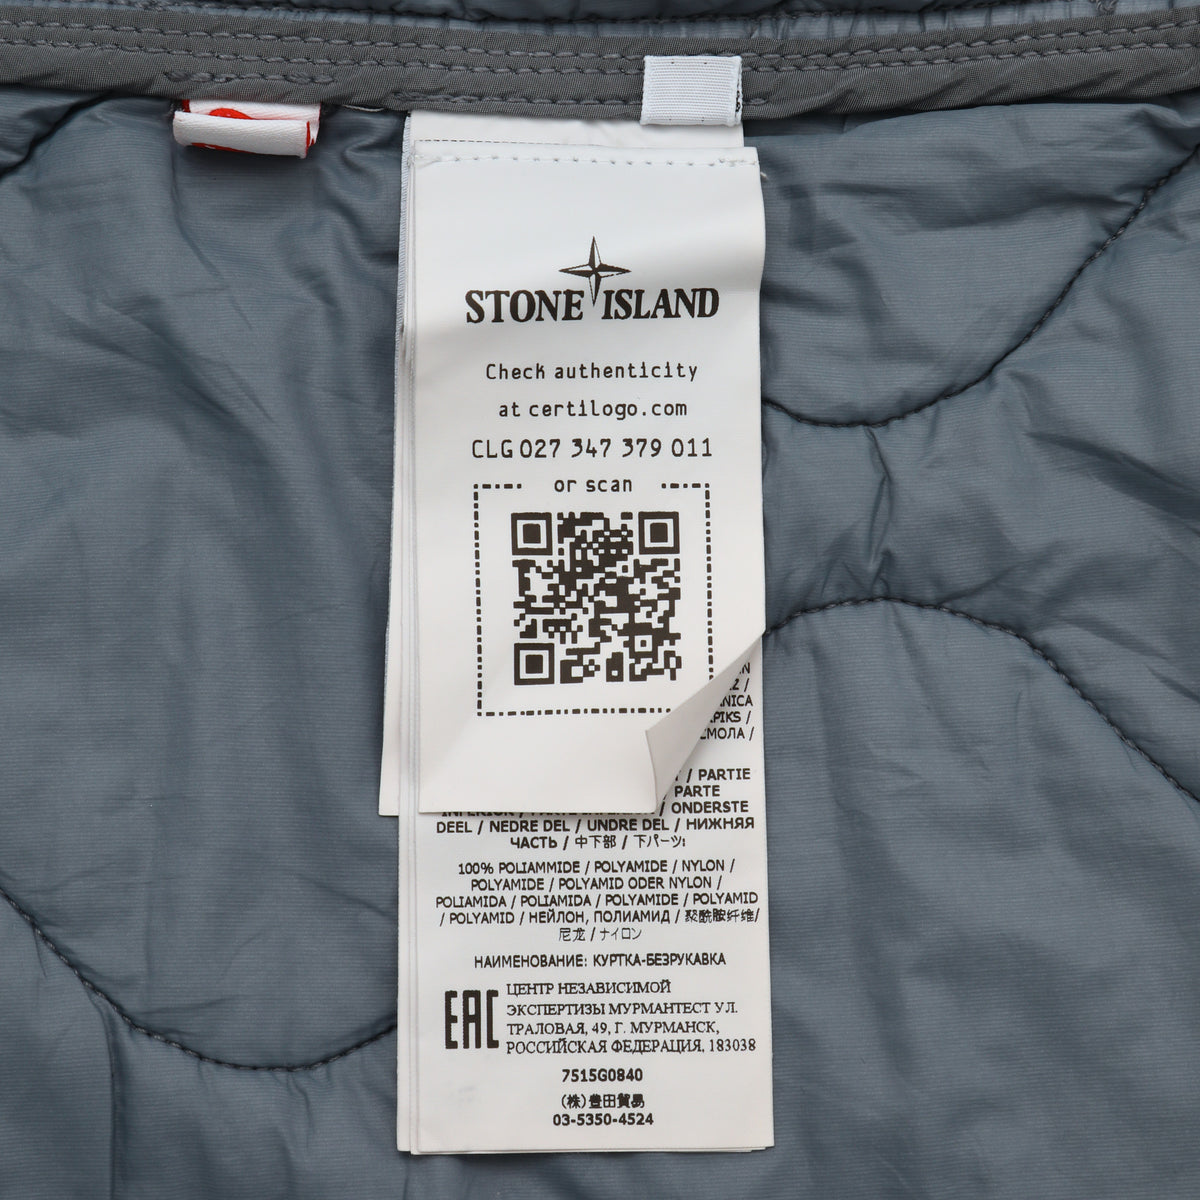 STONE ISLAND
Check authenticity
at certilogo.com
CLG 027 347 379 011
or scan
NICA
PIKS /
СМОЛА /
/ PARTIE
PARTE
/ ONDERSTE
DEEL / NEDRE DEL / UNDRE DEL / НИЖНЯЯ
ЧАСТЬ / 中下部 / 下パーツ:
100% POLIAMMIDE / POLYAMIDE / NYLON /
POLYAMIDE / POLYAMID ODER NYLON /
POLIAMIDA / POLIAMIDA / POLYAMIDE / POLYAMID
/ POLYAMID / НЕЙЛОН, ПОЛИАМИД / 聚酰胺纤维/
尼龙 / ナイロン
НАИМЕНОВАНИЕ: КУРТКА-БЕЗРУКАВКА
EAC
ЦЕНТР НЕЗАВИСИМОЙ
ЭКСПЕРТИЗЫ МУРМАНТЕСТ УЛ.
ТРАЛОВАЯ, 49, Г. МУРМАНСК,
РОССИЙСКАЯ ФЕДЕРАЦИЯ, 183038
7515G0840
(株)豊田貿易
03-5350-4524